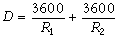 D = 3600/R₁ + 3600/R₂